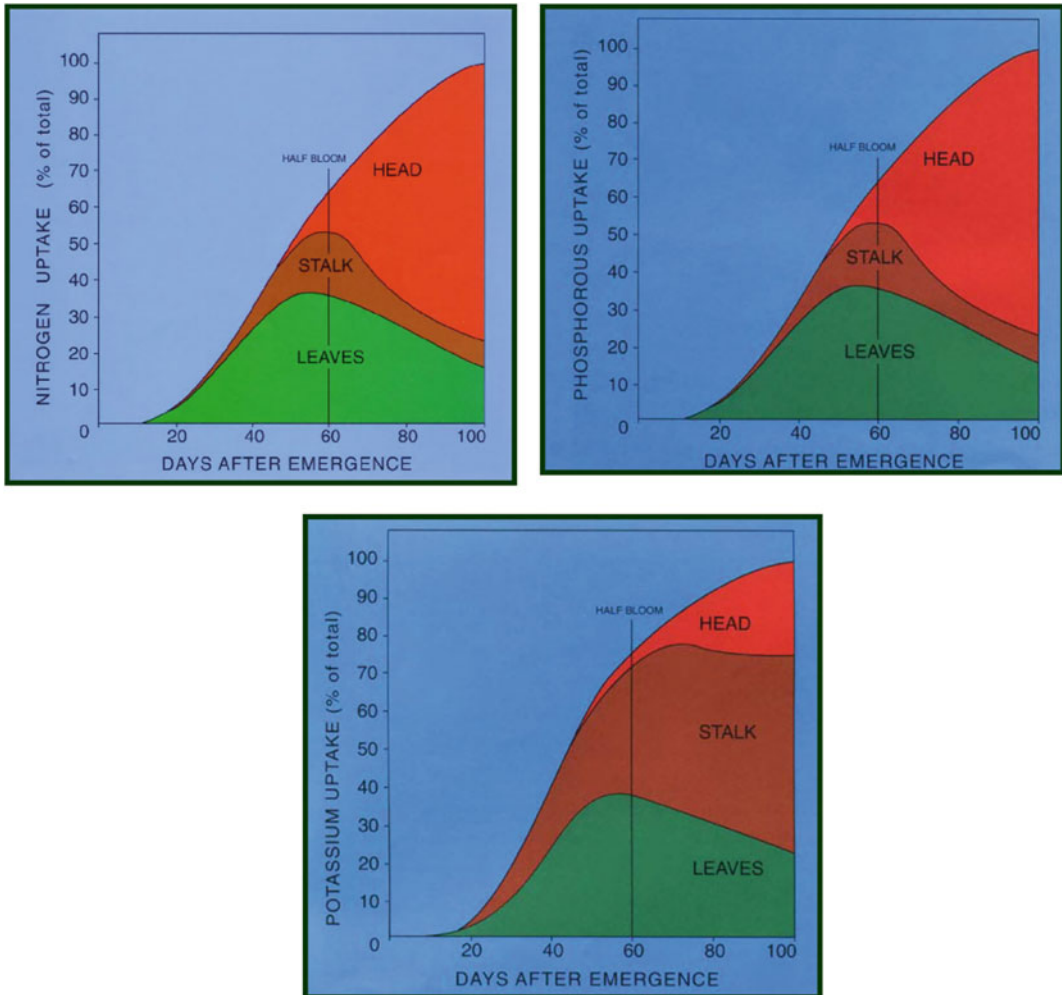 NITROGEN UPTAKE (% of total)
100
90
80
70
60
50
40
30
20
10
0
HALF BLOOM
HEAD
STALK
LEAVES
20 40 60 80 100
DAYS AFTER EMERGENCE
PHOSPHOROUS UPTAKE (% of total)
100
90
80
70
60
50
40
30
20
10
0
HALF BLOOM
HEAD
STALK
LEAVES
20 40 60 80 100
DAYS AFTER EMERGENCE
POTASSIUM UPTAKE (% of total)
100
90
80
70
60
50
40
30
20
10
0
HALF BLOOM
HEAD
STALK
LEAVES
20 40 60 80 100
DAYS AFTER EMERGENCE